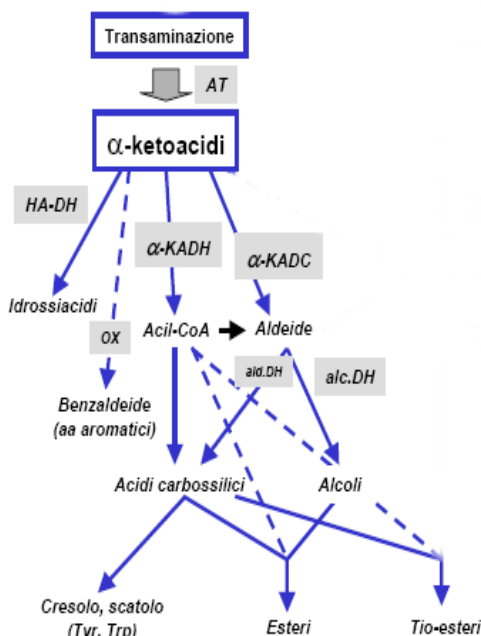 Transaminazione
AT
α-ketoacidi
HA-DH
α-KADH
α-KADC
Idrossiacidi
ox
Acil-CoA
Aldeide
ald.DH
alc.DH
Benzaldeide
(aa aromatici)
Acidi carbossilici
Alcoli
Cresolo, scatolo
(Tyr, Trp)
Esteri
Tio-esteri